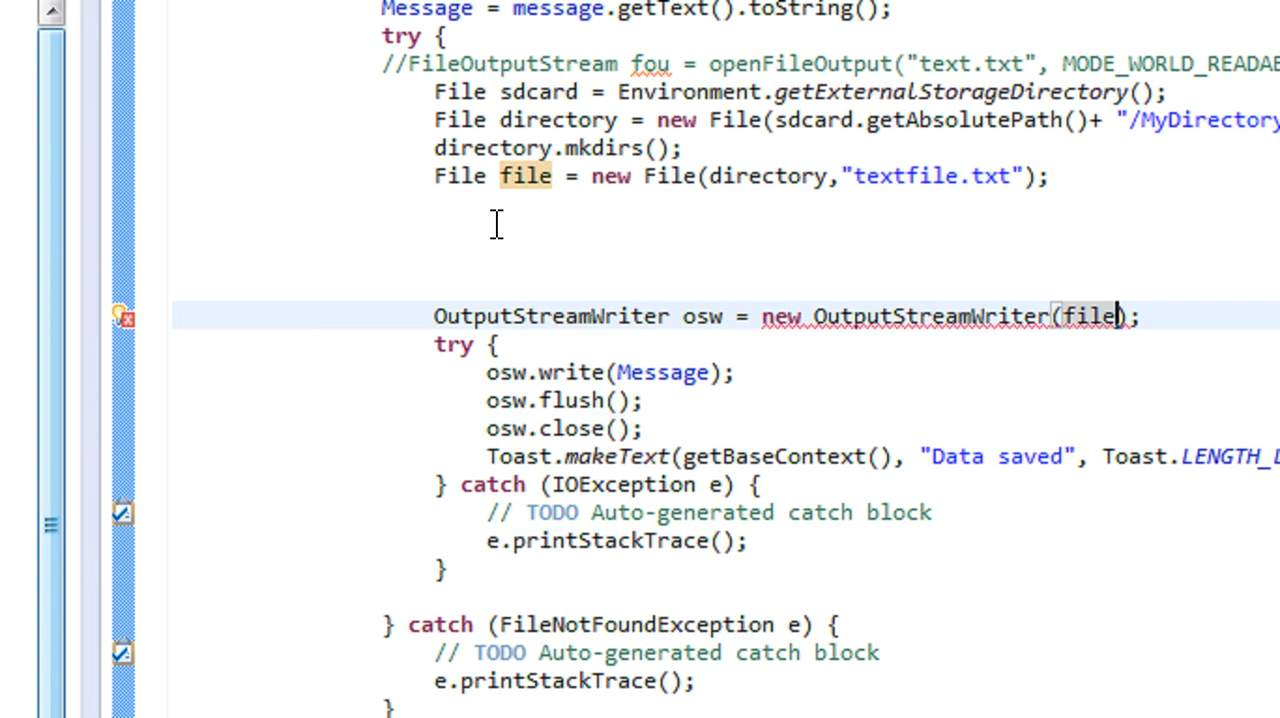 Message = message.getText().toString();
try {
//FileOutputStream fou = openFileOutput("text.txt", MODE_WORLD_READAB
File sdcard = Environment.getExternalStorageDirectory();
File directory = new File(sdcard.getAbsolutePath()+ "/MyDirectory
directory.mkdirs();
File file = new File(directory,"textfile.txt");
OutputStreamWriter osw = new OutputStreamWriter(file);
try {
osw.write(Message);
osw.flush();
osw.close();
Toast.makeText(getBaseContext(), "Data saved", Toast.LENGTH_L
} catch (IOException e) {
// TODO Auto-generated catch block
e.printStackTrace();
}
} catch (FileNotFoundException e) {
// TODO Auto-generated catch block
e.printStackTrace();
}